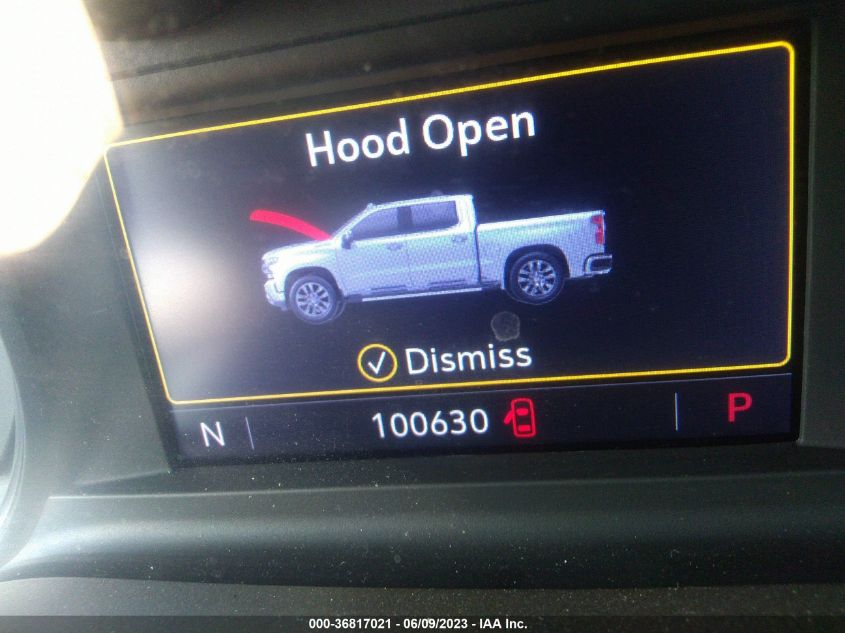 Hood Open
Dismiss
N 100630 P
000-36817021 - 06/09/2023 - IAA Inc.